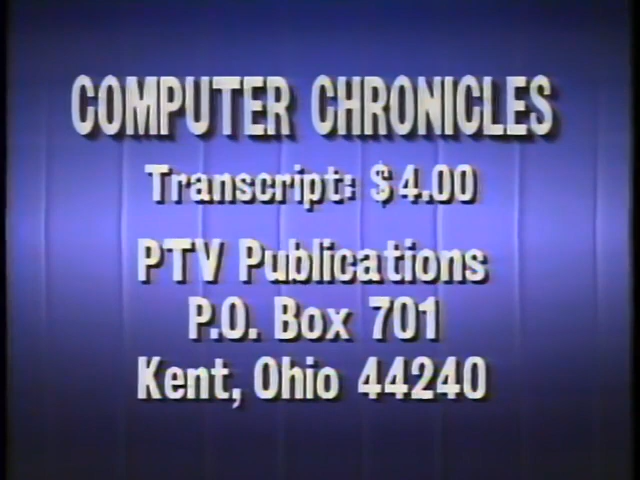 COMPUTER CHRONICLES
Transcript: $4.00
PTV Publications
P.O. Box 701
Kent, Ohio 44240